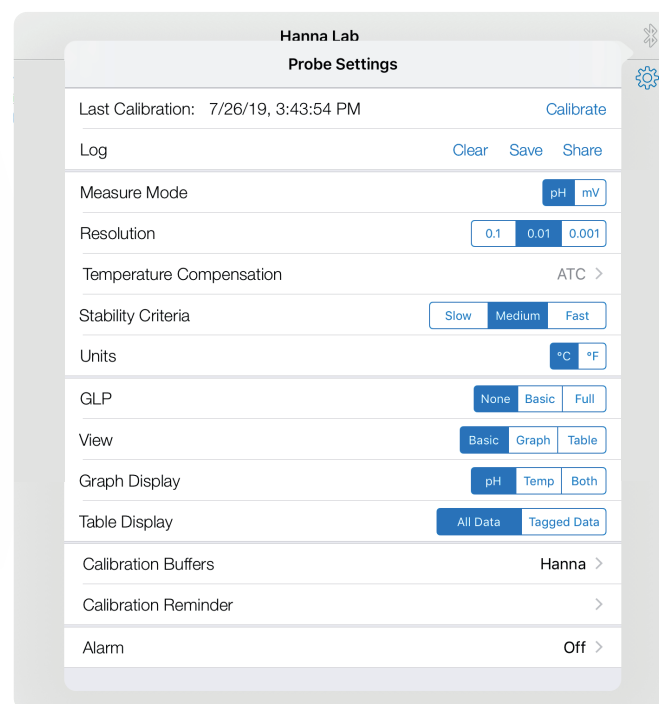 Hanna Lab
Probe Settings
Last Calibration: 7/26/19, 3:43:54 PM Calibrate
Log Clear Save Share
Measure Mode pH mV
Resolution 0.1 0.01 0.001
Temperature Compensation ATC >
Stability Criteria Slow Medium Fast
Units °C °F
GLP None Basic Full
View Basic Graph Table
Graph Display pH Temp Both
Table Display All Data Tagged Data
Calibration Buffers Hanna >
Calibration Reminder >
Alarm Off >